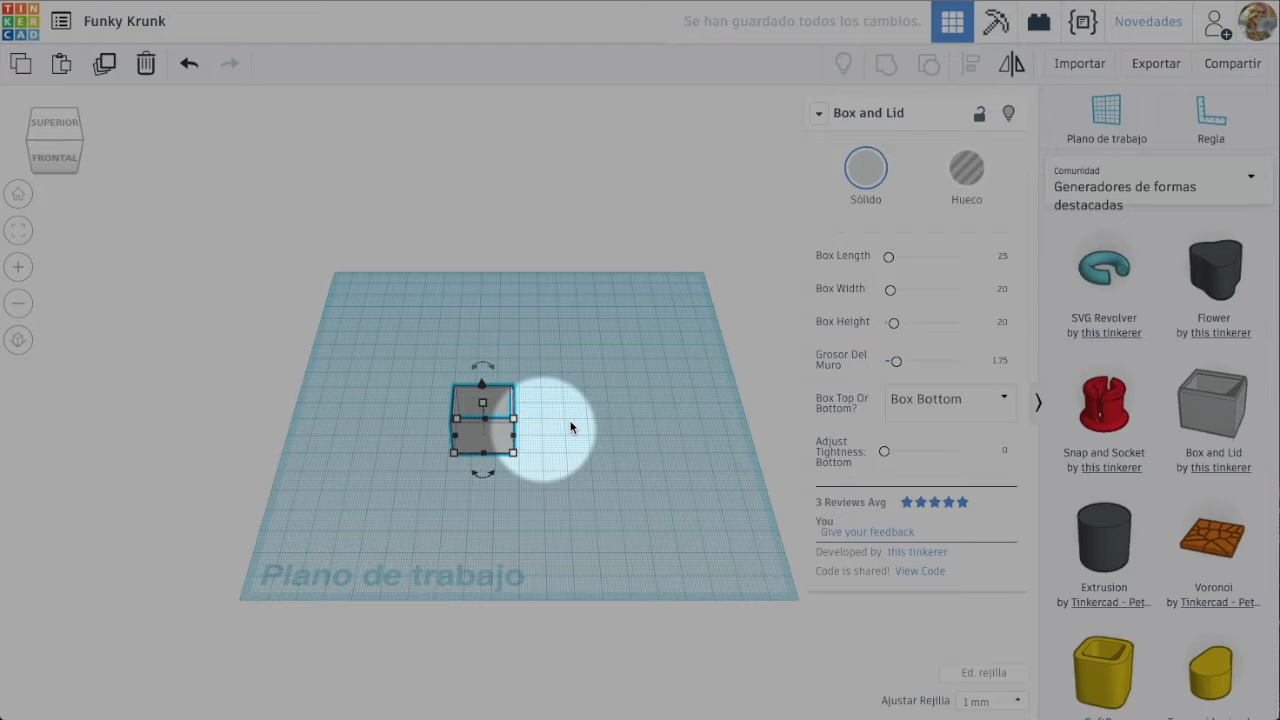 TIN
KER
CAD
Funky Krunk
Se han guardado todos los cambios.
Novedades
Importar
Exportar
Compartir
SUPERIOR
FRONTAL
Box and Lid
Sólido
Hueco
Box Length
25
Box Width
20
Box Height
20
Grosor Del
Muro
1.75
Box Top Or
Bottom?
Box Bottom
Adjust
Tightness:
Bottom
0
3 Reviews Avg
You
Give your feedback
Developed by this tinkerer
Code is shared! View Code
Plano de trabajo
Ed. rejilla
Ajustar Rejilla
1 mm
Plano de trabajo
Regla
Comunidad
Generadores de formas
destacadas
SVG Revolver
by this tinkerer
Flower
by this tinkerer
Snap and Socket
by this tinkerer
Box and Lid
by this tinkerer
Extrusion
by Tinkercad - Pet...
Voronoi
by Tinkercad - Pet...